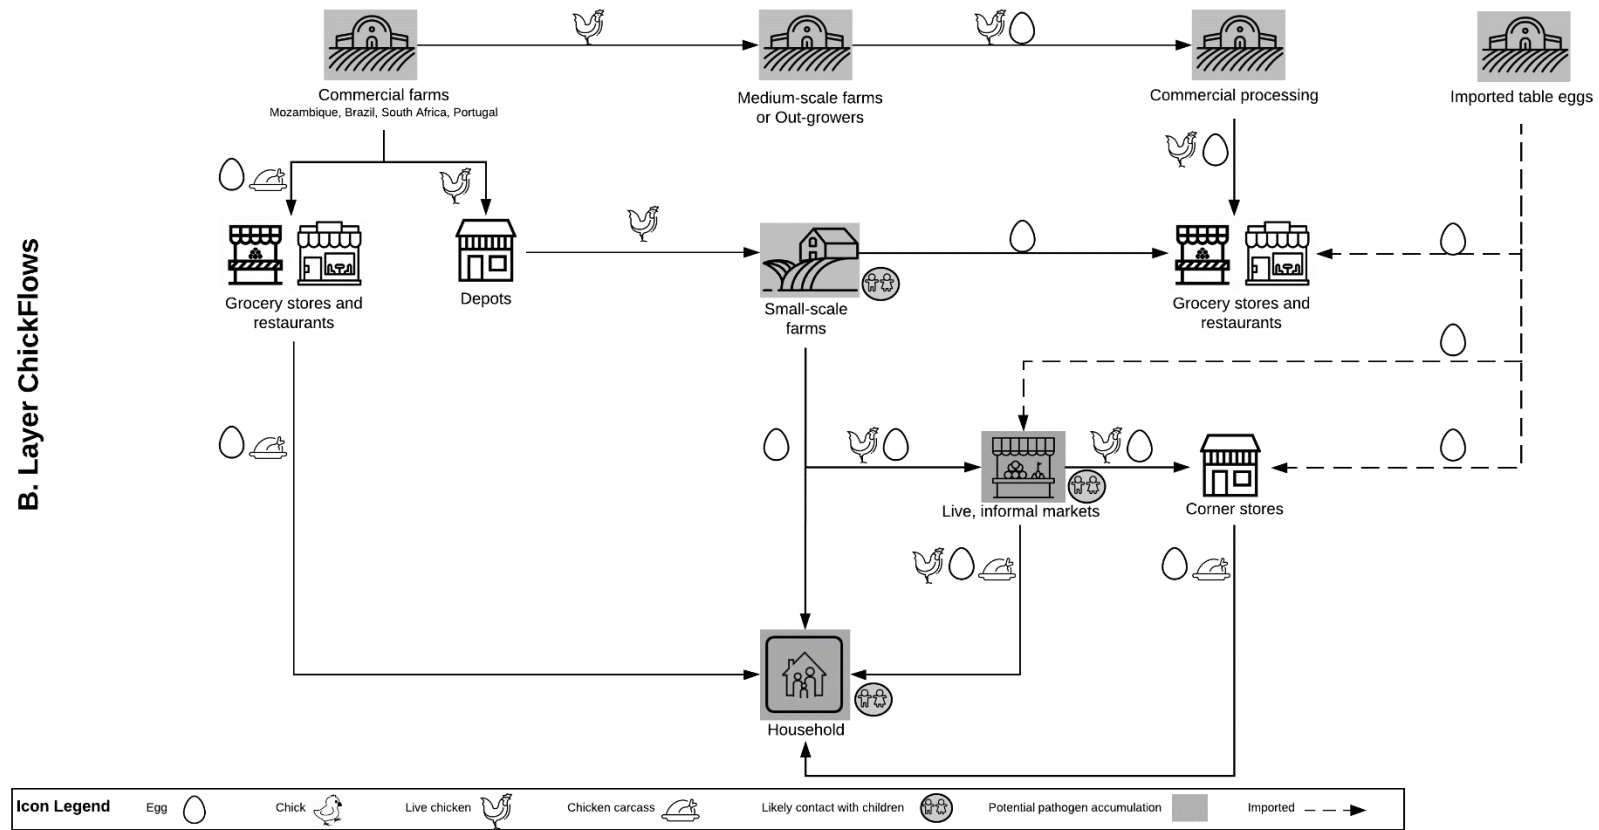 B. Layer ChickFlows
Commercial farms
Mozambique, Brazil, South Africa, Portugal
Medium-scale farms
or Out-growers
Commercial processing
Imported table eggs
Grocery stores and
restaurants
Depots
Small-scale
farms
Grocery stores and
restaurants
Live, informal markets
Corner stores
Household
Icon Legend
Egg
Chick
Live chicken
Chicken carcass
Likely contact with children
Potential pathogen accumulation
Imported